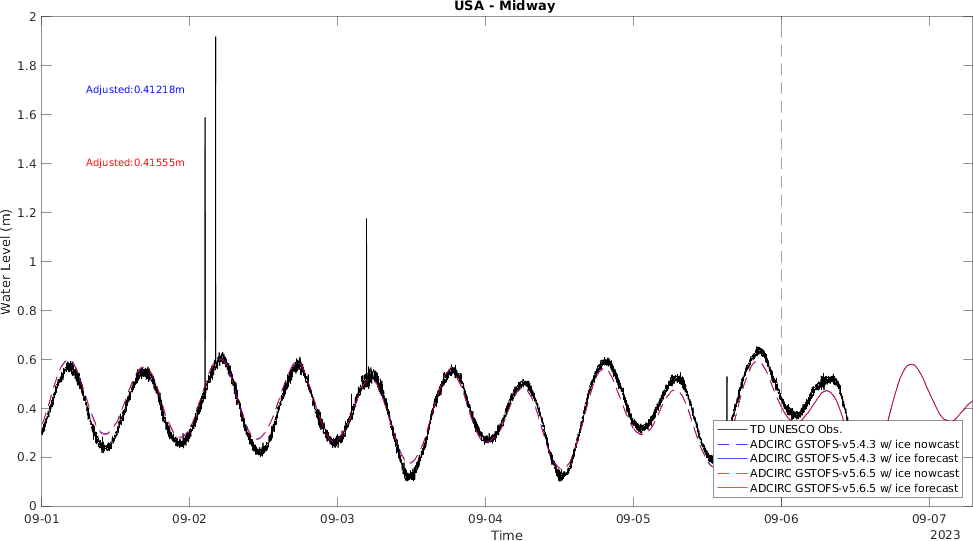 USA - Midway
2
1.8
1.6
1.4
1.2
1
0.8
0.6
0.4
0.2
0
Water Level (m)
Adjusted:0.41218m
Adjusted:0.41555m
TD UNESCO Obs.
ADCIRC GSTOFS-v5.4.3 w/ ice nowcast
ADCIRC GSTOFS-v5.4.3 w/ ice forecast
ADCIRC GSTOFS-v5.6.5 w/ ice nowcast
ADCIRC GSTOFS-v5.6.5 w/ ice forecast
09-01 09-02 09-03 09-04 09-05 09-06 09-07
Time
2023